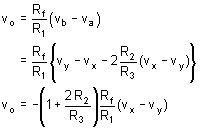 v_o = R_f/R_1 (v_b − v_a)
= R_f/R_1 {v_y − v_x − 2 R_2/R_3 (v_x − v_y)}
v_o = −(1 + 2R_2/R_3) R_f/R_1 (v_x − v_y)